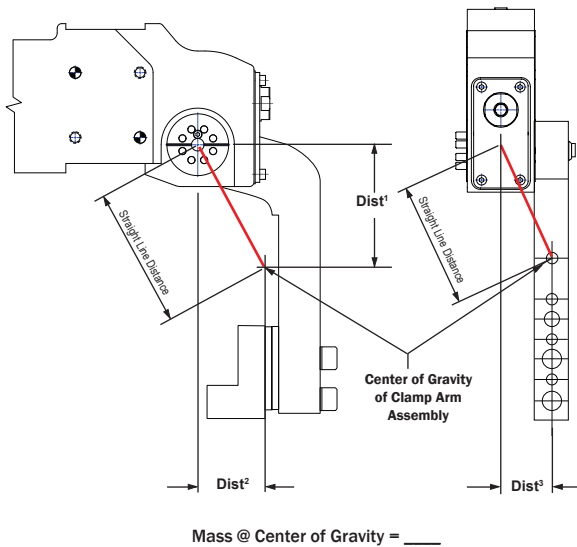 Dist¹
Straight Line Distance
Straight Line Distance
Center of Gravity
of Clamp Arm
Assembly
Dist²
Dist³
Mass @ Center of Gravity = ____